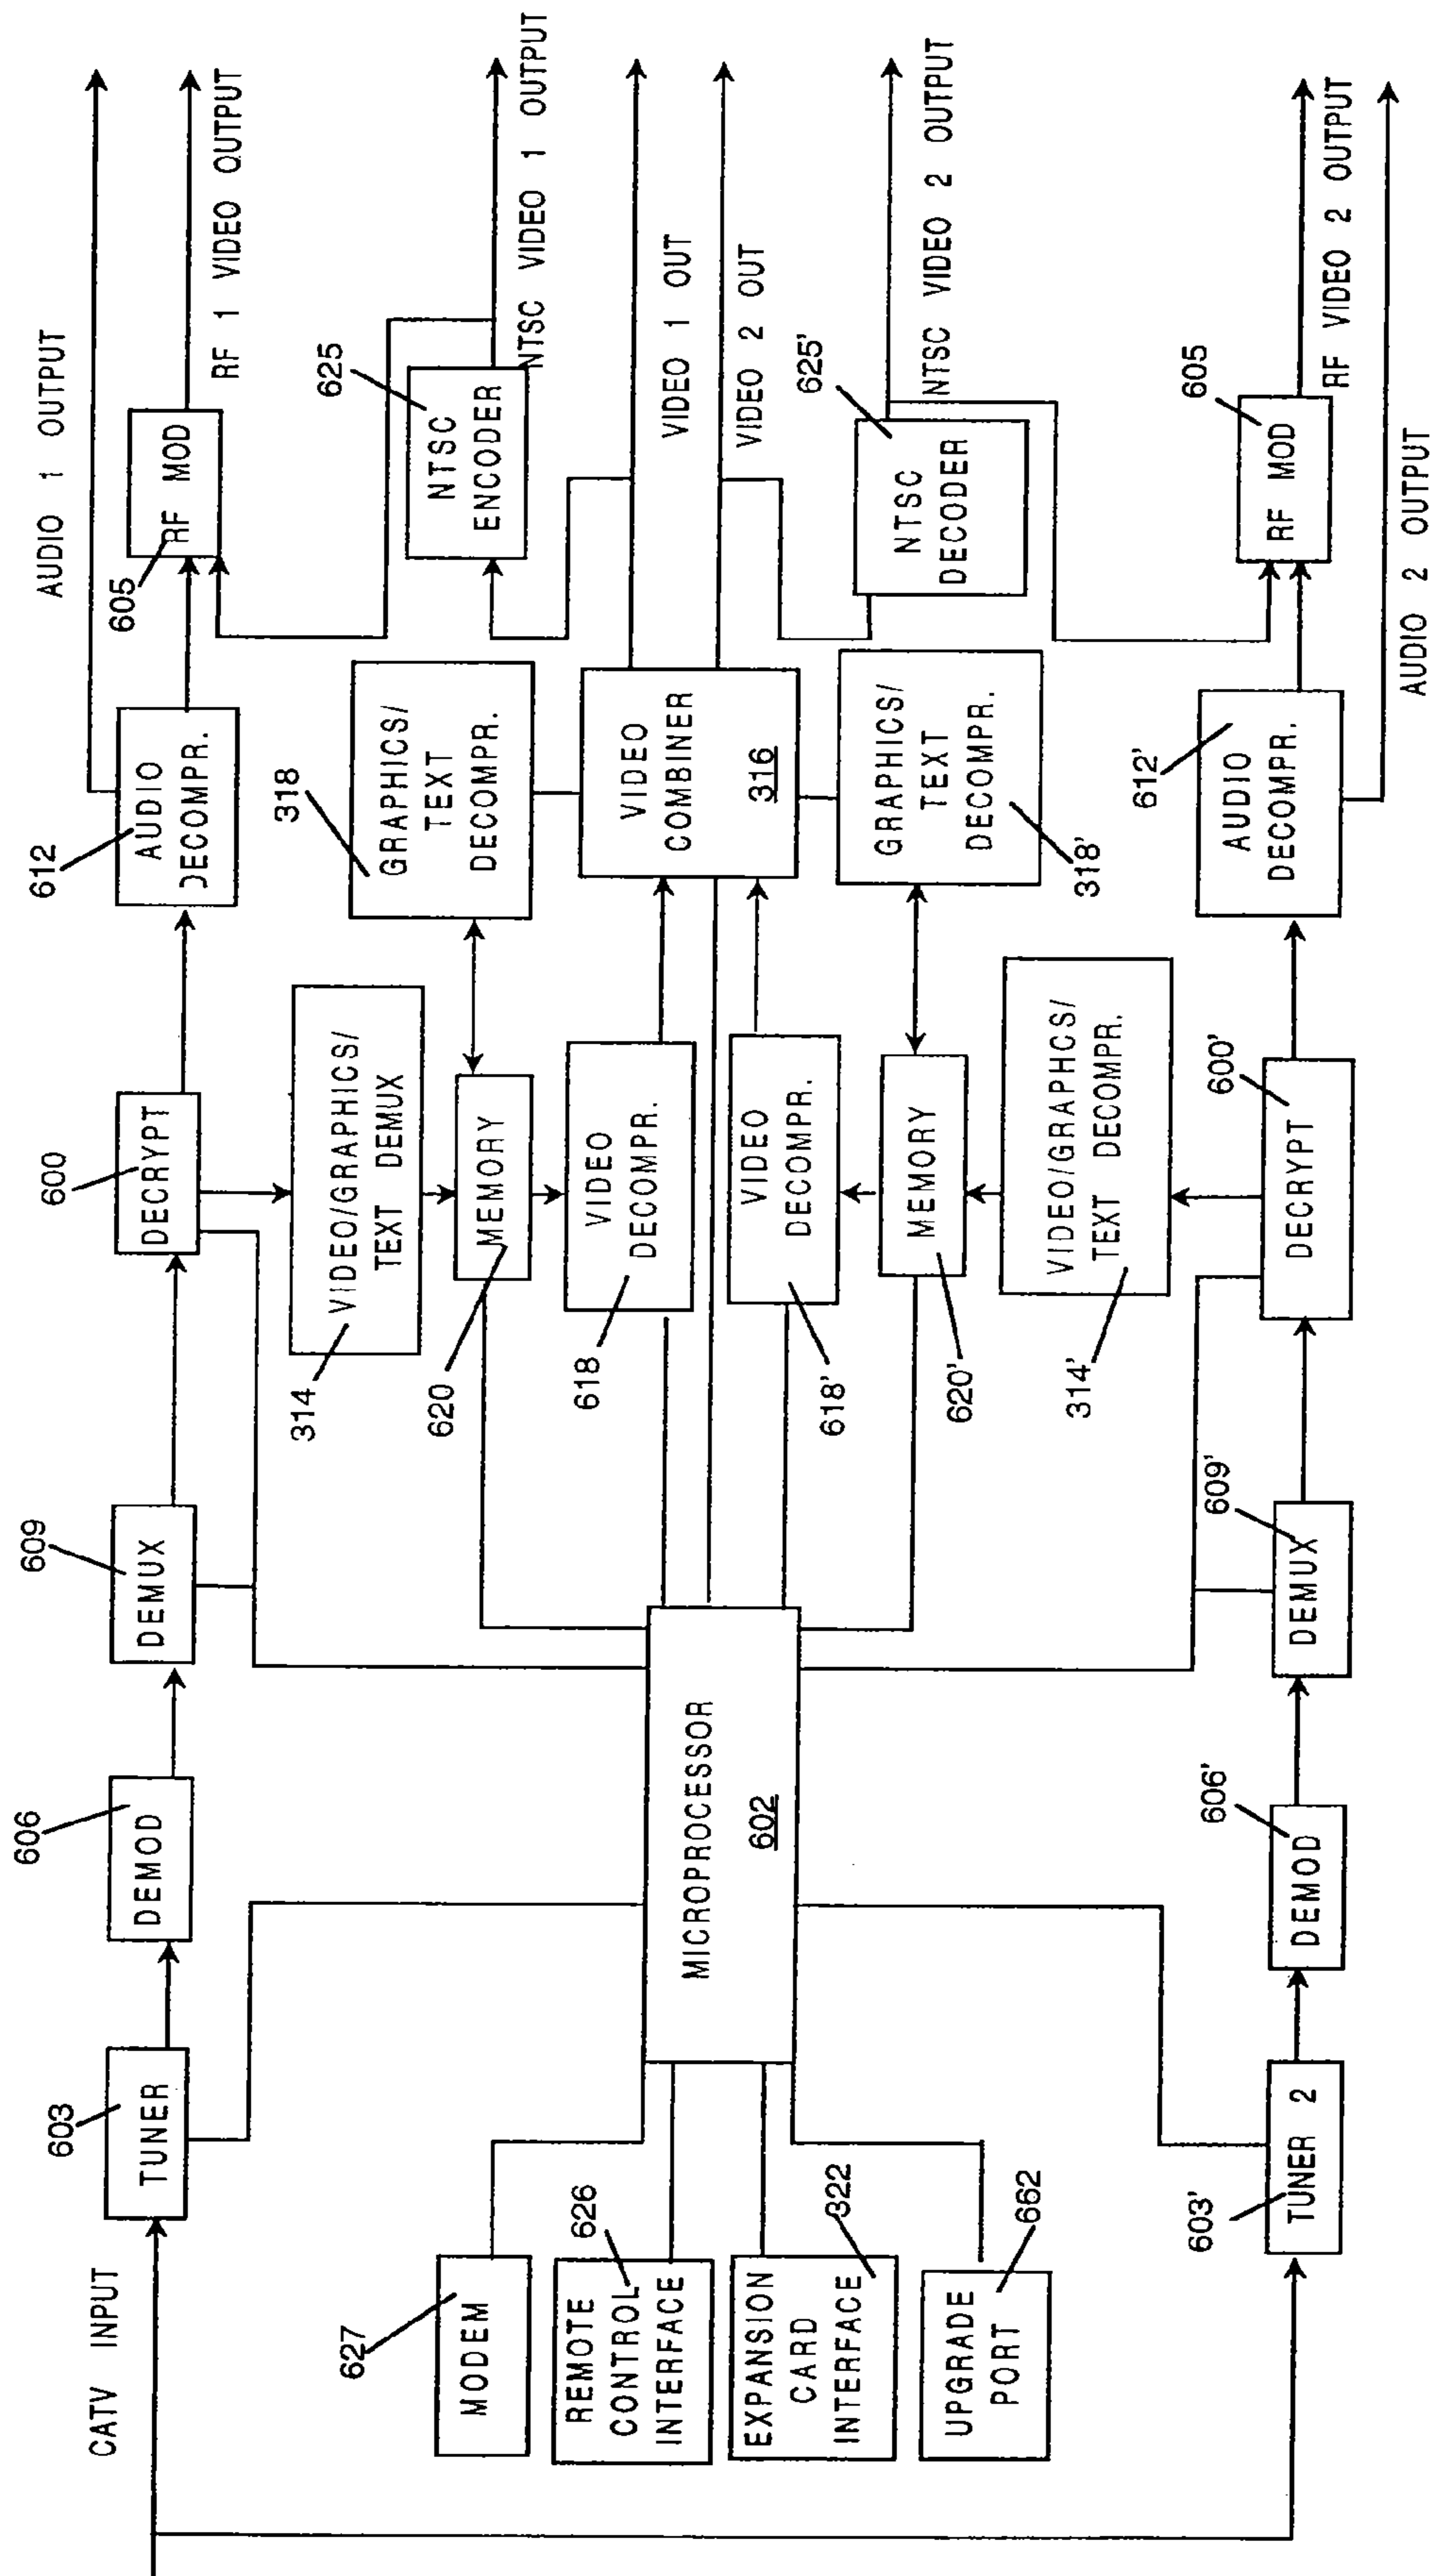 CATV INPUT
603
TUNER
606
DEMOD
609
DEMUX
600
DECRYPT
612
AUDIO
DECOMPR.
605
RF MOD
AUDIO 1 OUTPUT
RF 1 VIDEO OUTPUT
314
VIDEO/GRAPHICS/
TEXT DEMUX
318
GRAPHICS/
TEXT
DECOMPR.
625
NTSC
ENCODER
NTSC VIDEO 1 OUTPUT
627
MODEM
620
MEMORY
626
REMOTE
CONTROL
INTERFACE
618
VIDEO
DECOMPR.
VIDEO
COMBINER
316
VIDEO 1 OUT
VIDEO 2 OUT
MICROPROCESSOR
602
322
EXPANSION
CARD
INTERFACE
618'
VIDEO
DECOMPR.
662
UPGRADE
PORT
620'
MEMORY
318'
GRAPHICS/
TEXT
DECOMPR.
625'
NTSC
DECODER
NTSC VIDEO 2 OUTPUT
314'
VIDEO/GRAPHCS/
TEXT DECOMPR.
603'
TUNER 2
606'
DEMOD
609'
DEMUX
600'
DECRYPT
612'
AUDIO
DECOMPR.
605
RF MOD
RF VIDEO 2 OUTPUT
AUDIO 2 OUTPUT